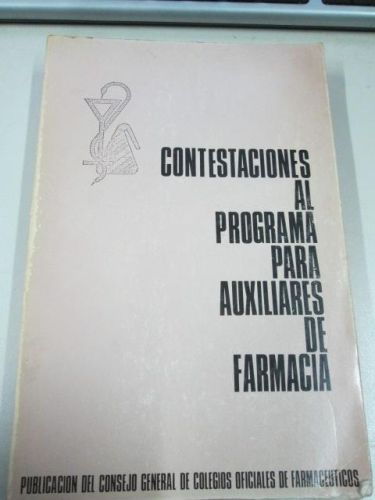 CONTESTACIONES
AL
PROGRAMA
PARA
AUXILIARES
DE
FARMACIA
PUBLICACION DEL CONSEJO GENERAL DE COLEGIOS OFICIALES DE FARMACEUTICOS